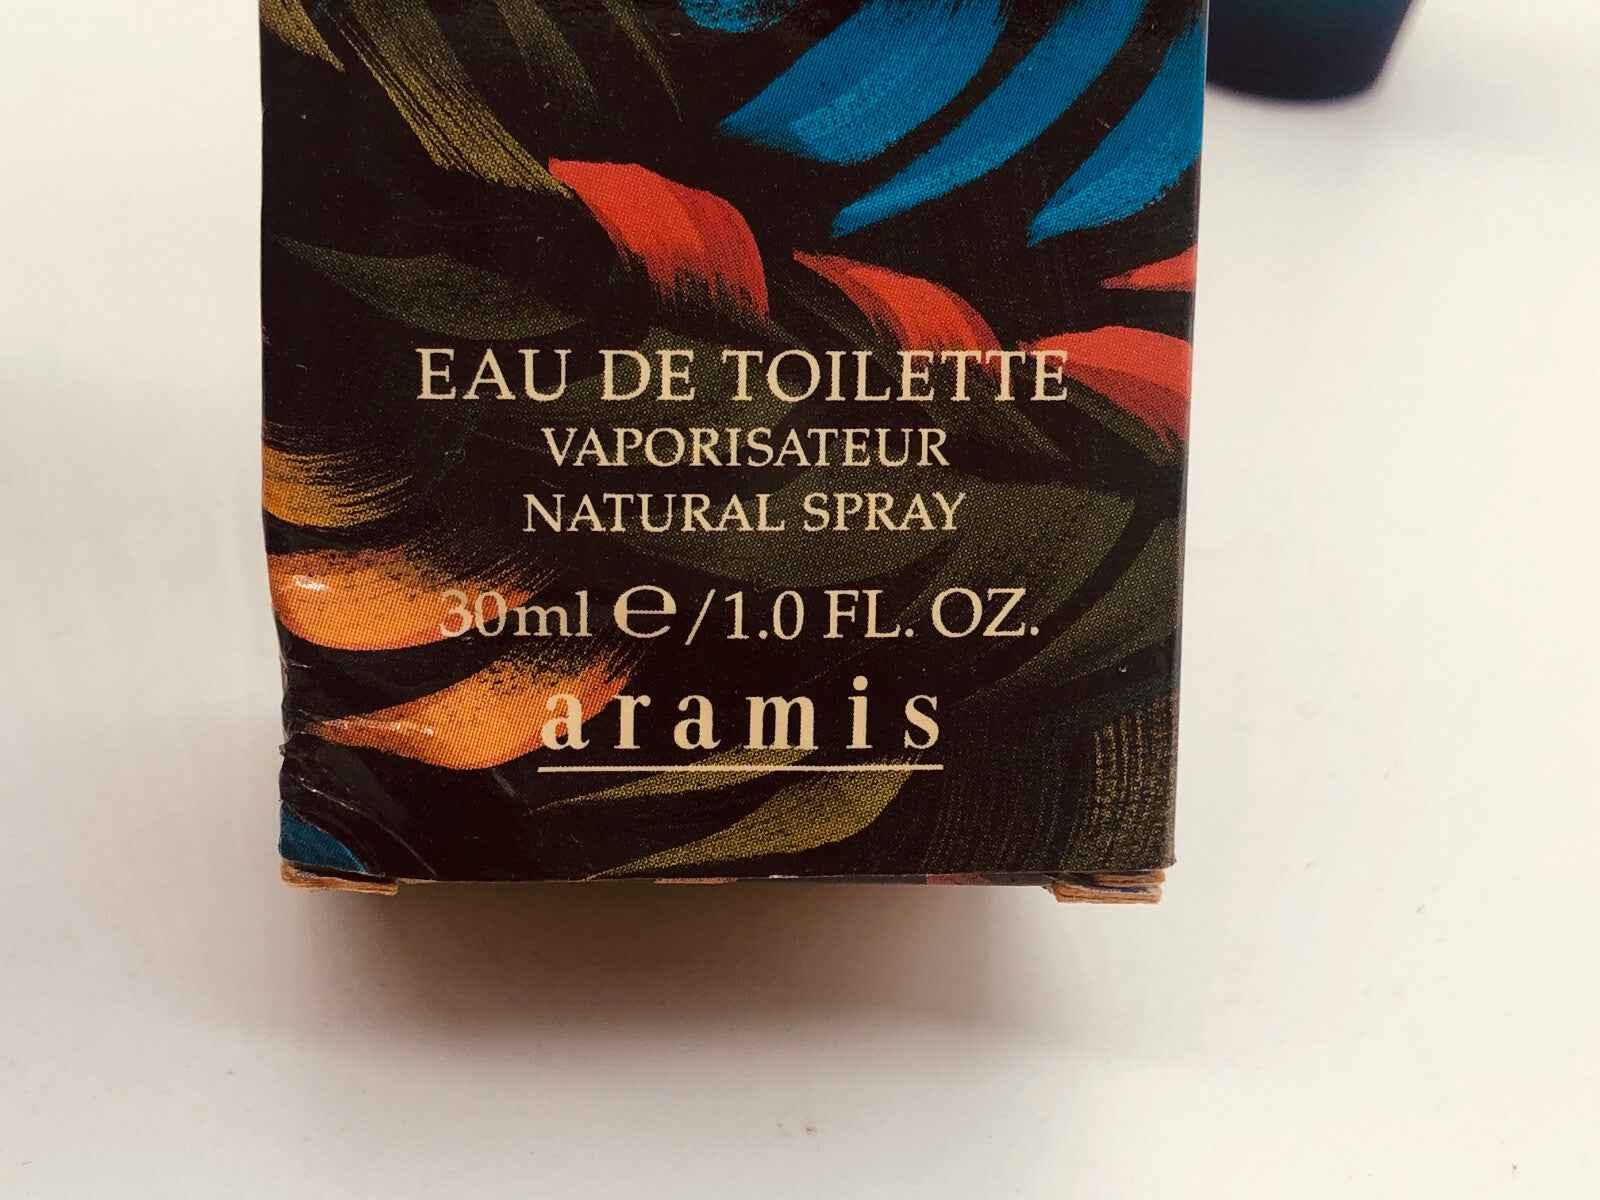 EAU DE TOILETTE
VAPORISATEUR
NATURAL SPRAY
30ml ℮/1.0 FL. OZ.
aramis